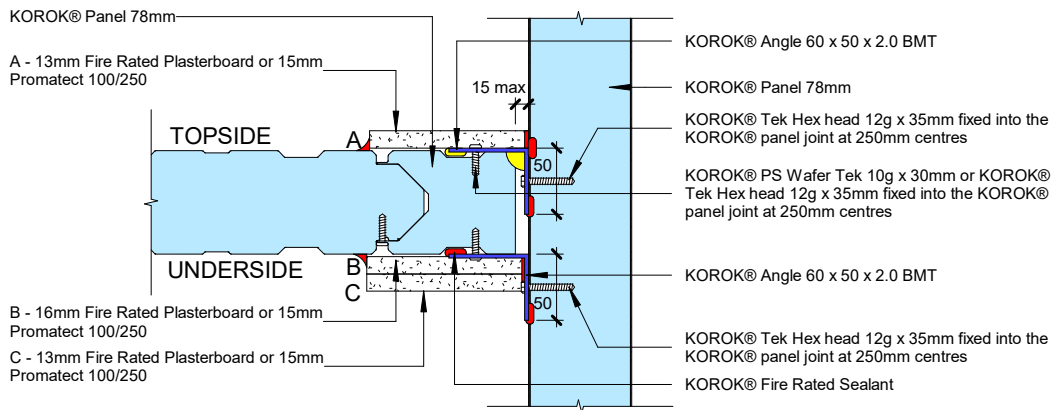 KOROK® Panel 78mm
A - 13mm Fire Rated Plasterboard or 15mm
Promatect 100/250
TOPSIDE
A
15 max
50
KOROK® Angle 60 x 50 x 2.0 BMT
KOROK® Panel 78mm
KOROK® Tek Hex head 12g x 35mm fixed into the
KOROK® panel joint at 250mm centres
KOROK® PS Wafer Tek 10g x 30mm or KOROK®
Tek Hex head 12g x 35mm fixed into the KOROK®
panel joint at 250mm centres
UNDERSIDE
B
C
50
B - 16mm Fire Rated Plasterboard or 15mm
Promatect 100/250
C - 13mm Fire Rated Plasterboard or 15mm
Promatect 100/250
KOROK® Angle 60 x 50 x 2.0 BMT
KOROK® Tek Hex head 12g x 35mm fixed into the
KOROK® panel joint at 250mm centres
KOROK® Fire Rated Sealant